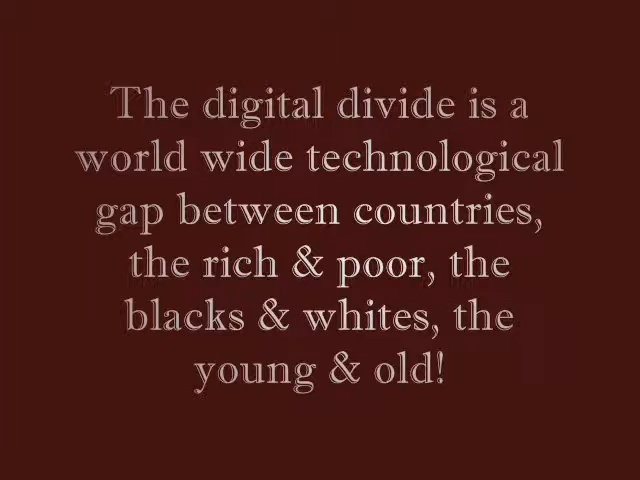 The digital divide is a
world wide technological
gap between countries,
the rich & poor, the
blacks & whites, the
young & old!